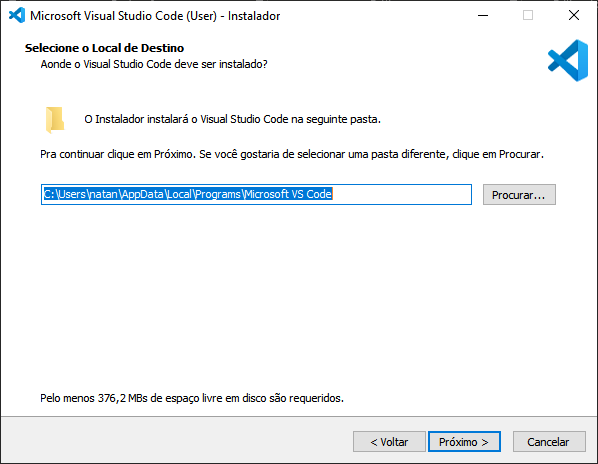 Microsoft Visual Studio Code (User) - Instalador
Selecione o Local de Destino
Aonde o Visual Studio Code deve ser instalado?
O Instalador instalará o Visual Studio Code na seguinte pasta.
Pra continuar clique em Próximo. Se você gostaria de selecionar uma pasta diferente, clique em Procurar.
C:\Users\natan\AppData\Local\Programs\Microsoft VS Code
Procurar...
Pelo menos 376,2 MBs de espaço livre em disco são requeridos.
< Voltar
Próximo >
Cancelar